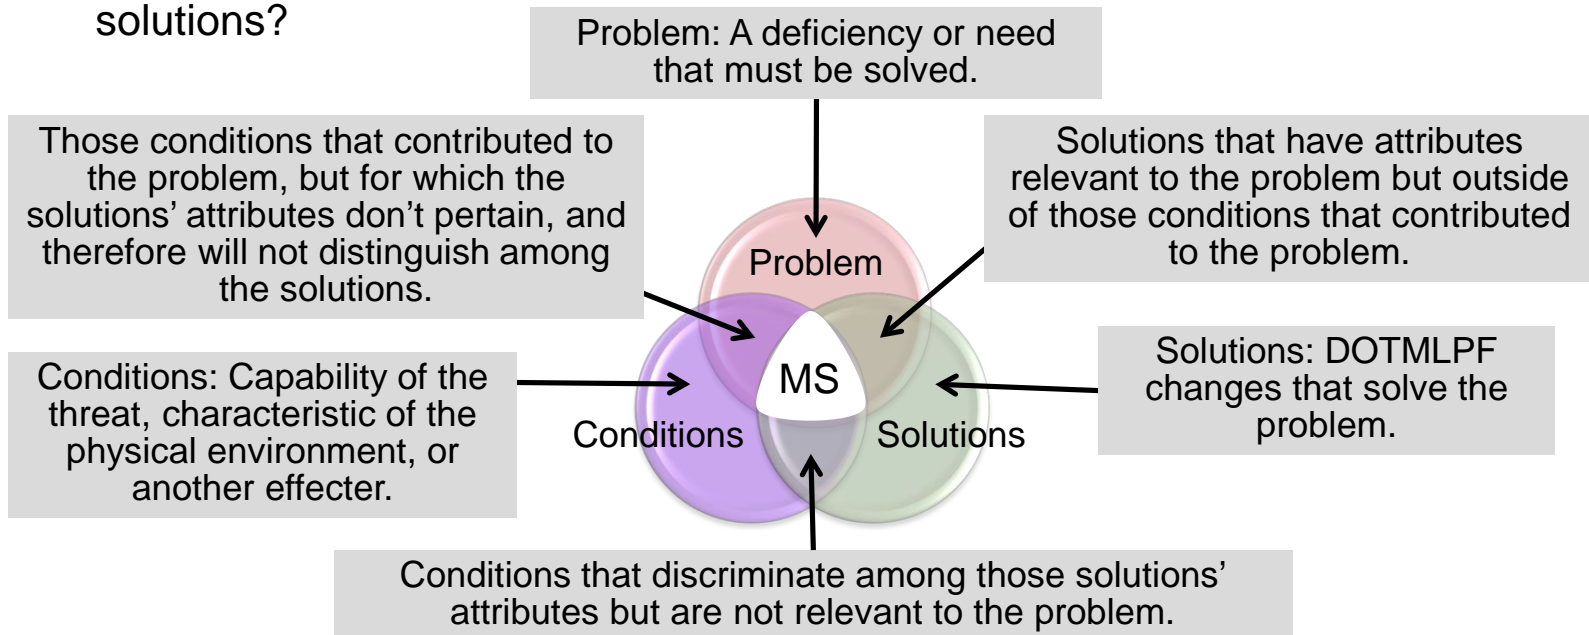 solutions?
Problem: A deficiency or need
that must be solved.
Those conditions that contributed to
the problem, but for which the
solutions’ attributes don’t pertain, and
therefore will not distinguish among
the solutions.
Solutions that have attributes
relevant to the problem but outside
of those conditions that contributed
to the problem.
Problem
MS
Conditions
Solutions
Conditions: Capability of the
threat, characteristic of the
physical environment, or
another effecter.
Solutions: DOTMLPF
changes that solve the
problem.
Conditions that discriminate among those solutions’
attributes but are not relevant to the problem.